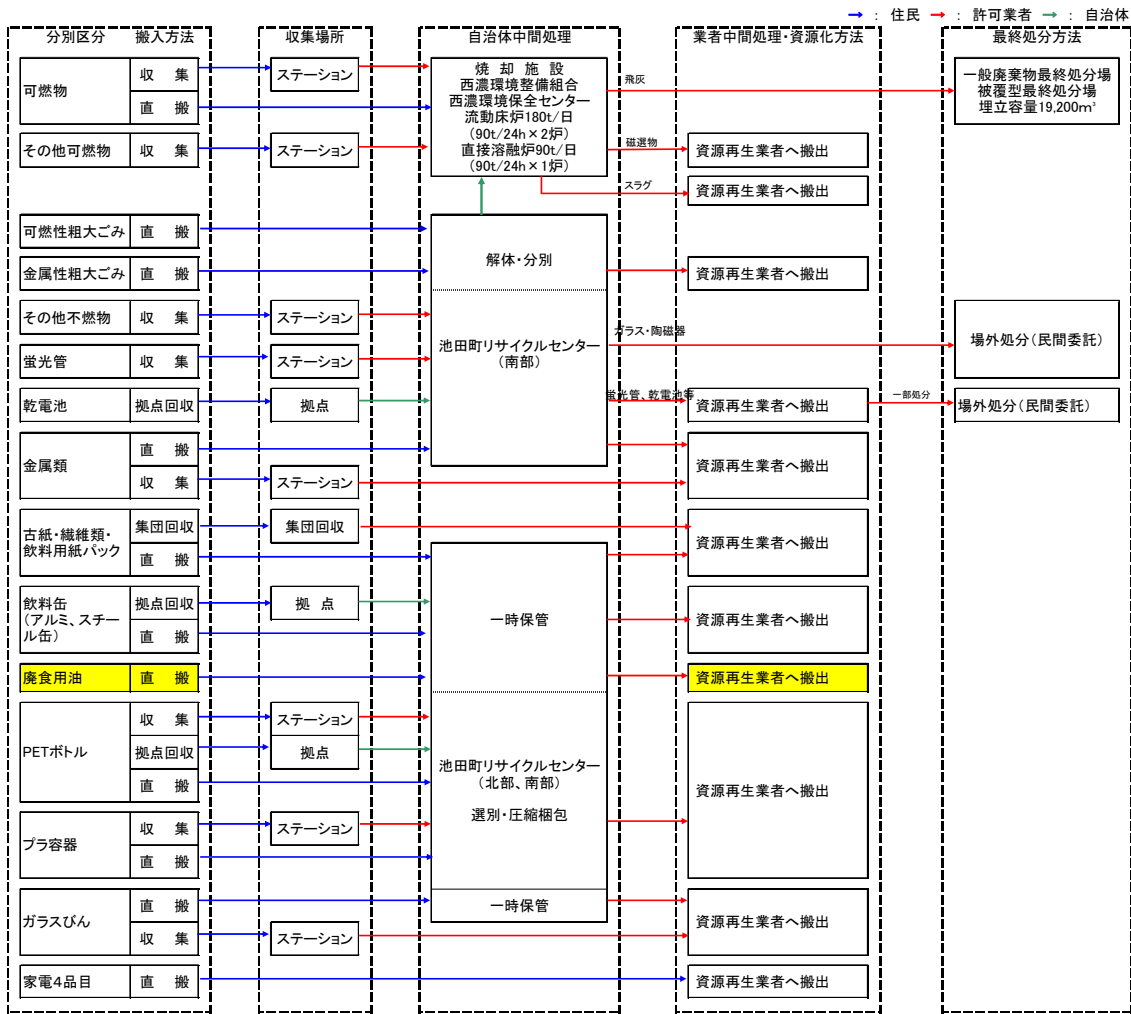 → ： 住民 → ： 許可業者 → ： 自治体
分別区分 搬入方法 収集場所 自治体中間処理 業者中間処理・資源化方法 最終処分方法
可燃物
収 集
ステーション
直 搬
焼 却 施 設
西濃環境整備組合
西濃環境保全センター
流動床炉180t/日
(90t/24h×2炉)
直接溶融炉90t/日
(90t/24h×1炉)
飛灰
一般廃棄物最終処分場
被覆型最終処分場
埋立容量19,200m³
その他可燃物
収 集
ステーション
磁選物
資源再生業者へ搬出
スラグ
資源再生業者へ搬出
可燃性粗大ごみ
直 搬
解体・分別
金属性粗大ごみ
直 搬
資源再生業者へ搬出
その他不燃物
収 集
ステーション
池田町リサイクルセンター
(南部)
ガラス・陶磁器
場外処分(民間委託)
蛍光管
収 集
ステーション
乾電池
拠点回収
拠点
蛍光管、乾電池等
資源再生業者へ搬出
一部処分
場外処分(民間委託)
金属類
直 搬
収 集
ステーション
資源再生業者へ搬出
古紙・繊維類・
飲料用紙パック
集団回収
集団回収
直 搬
資源再生業者へ搬出
飲料缶
(アルミ、スチー
ル缶)
拠点回収
拠 点
直 搬
一時保管
資源再生業者へ搬出
廃食用油
直 搬
資源再生業者へ搬出
PETボトル
収 集
ステーション
拠点回収
拠点
直 搬
池田町リサイクルセンター
(北部、南部)
選別・圧縮梱包
資源再生業者へ搬出
プラ容器
収 集
ステーション
直 搬
ガラスびん
直 搬
一時保管
収 集
ステーション
資源再生業者へ搬出
家電4品目
直 搬
資源再生業者へ搬出